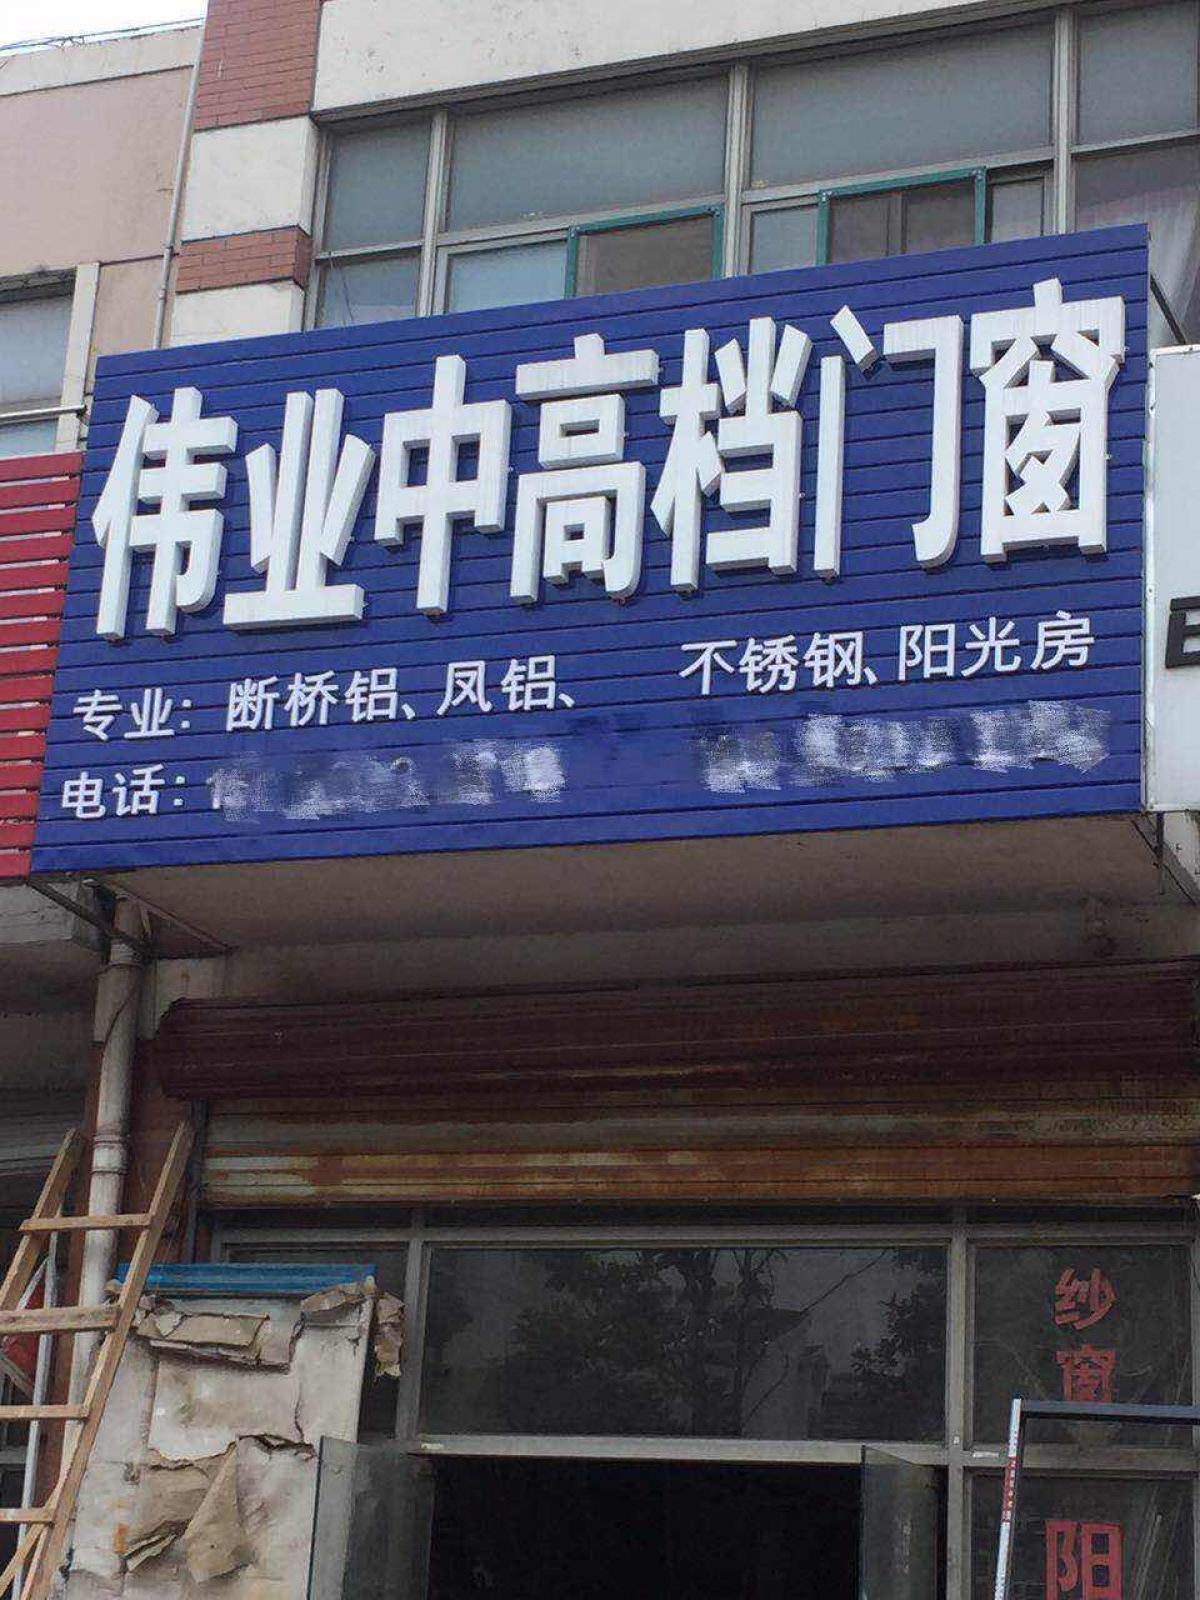 伟业中高档门窗
专业：断桥铝、凤铝、 不锈钢、阳光房
电话：
纱窗
阳